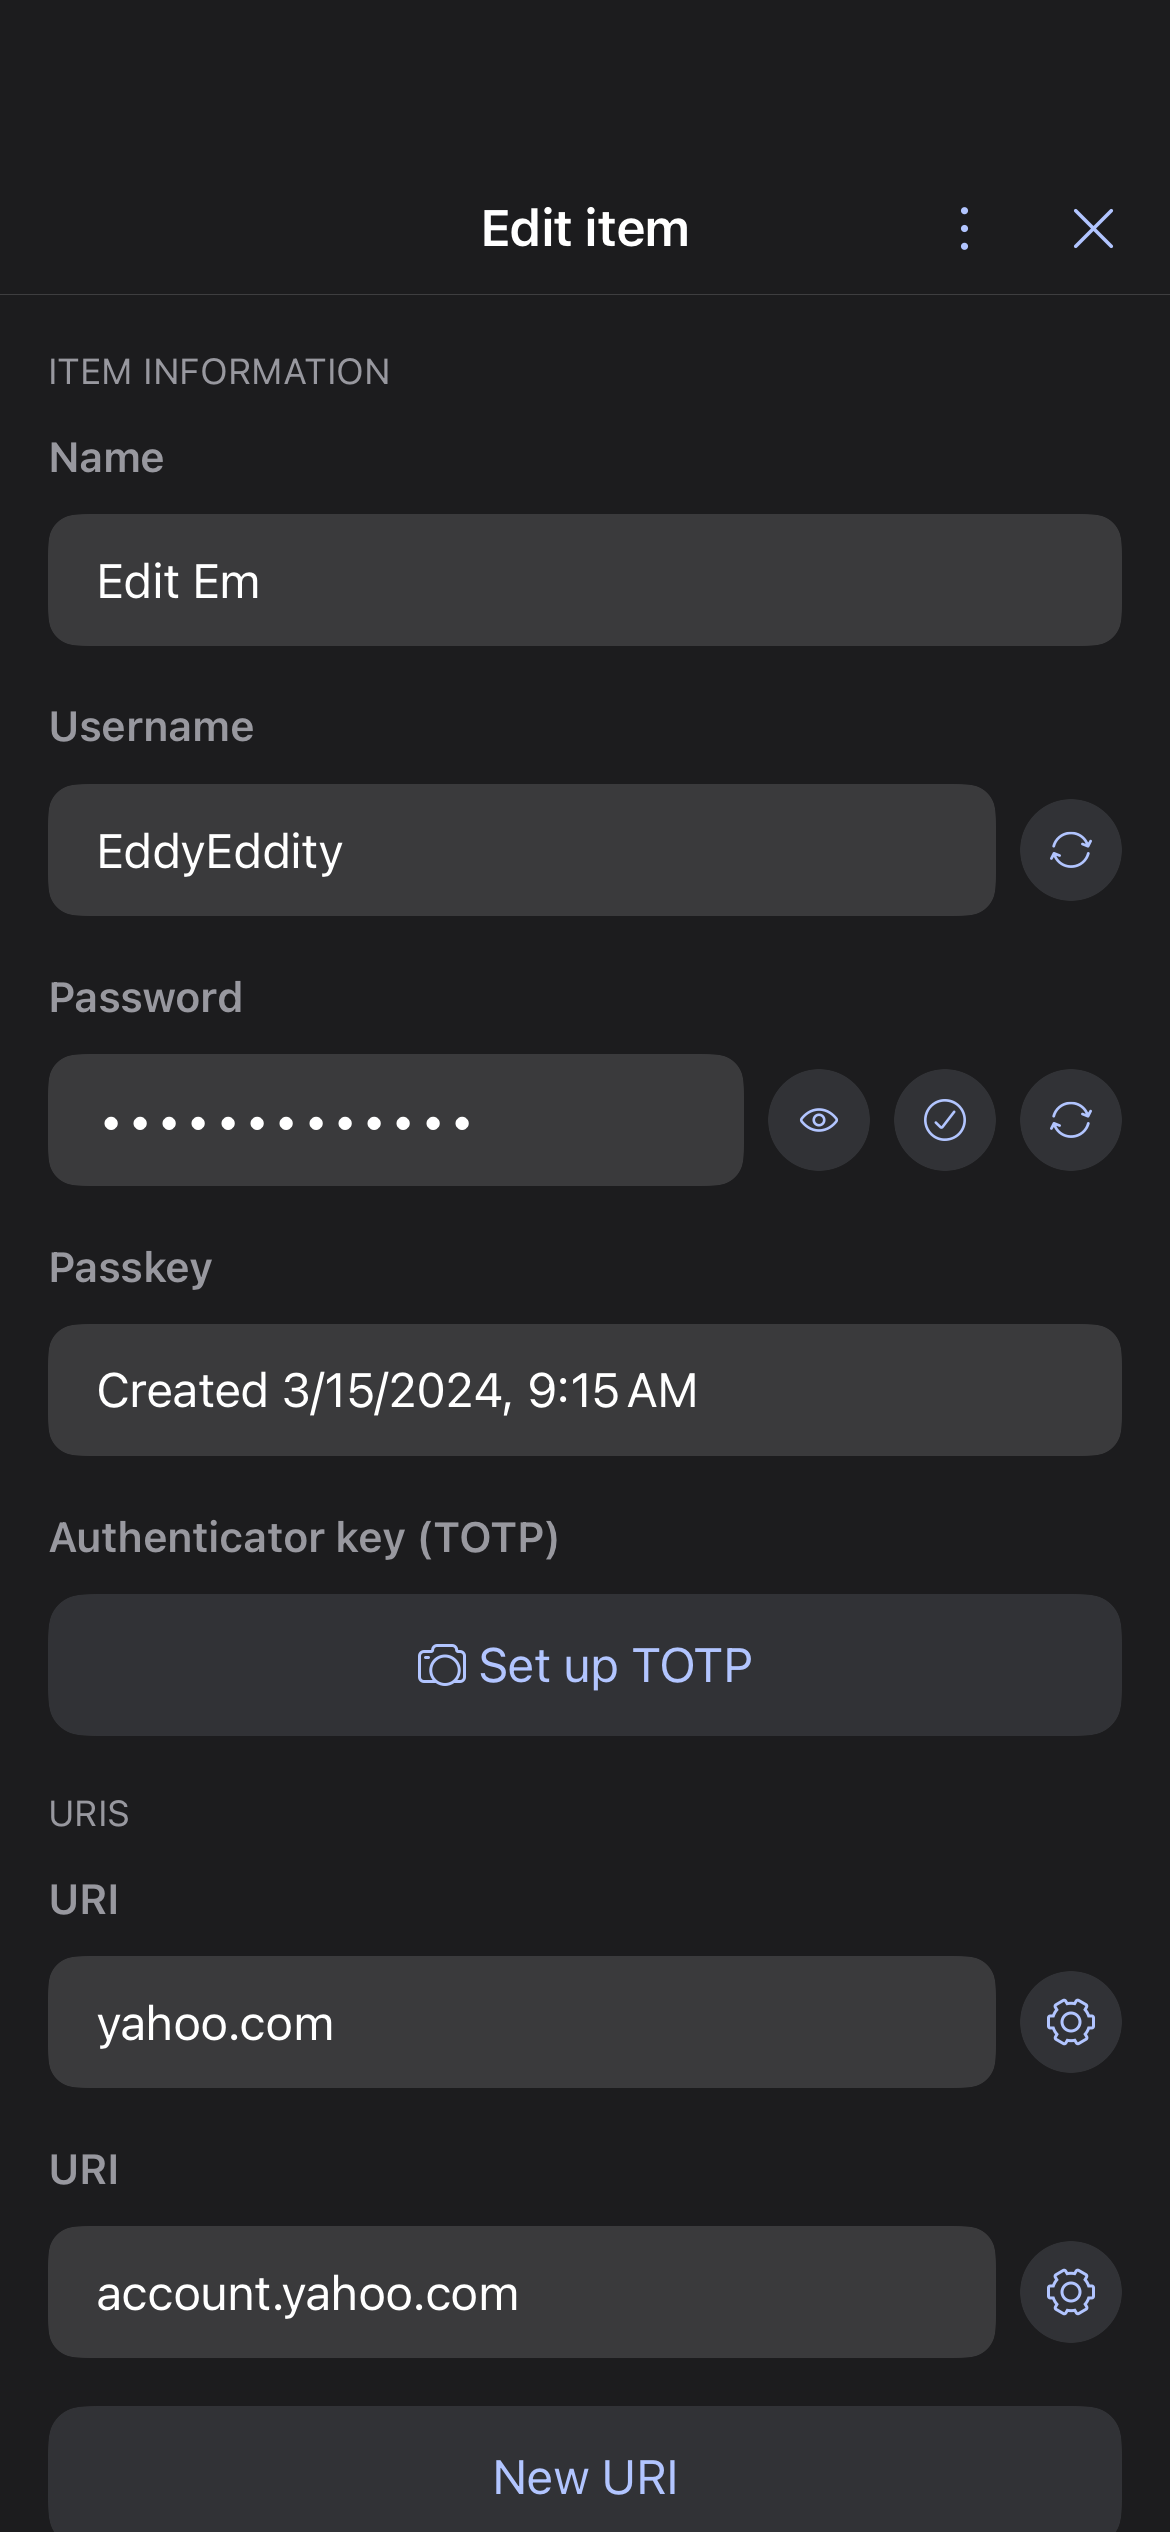 Edit item
ITEM INFORMATION
Name
Edit Em
Username
EddyEddity
Password
•••••••••••••
Passkey
Created 3/15/2024, 9:15 AM
Authenticator key (TOTP)
Set up TOTP
URIS
URI
yahoo.com
URI
account.yahoo.com
New URI